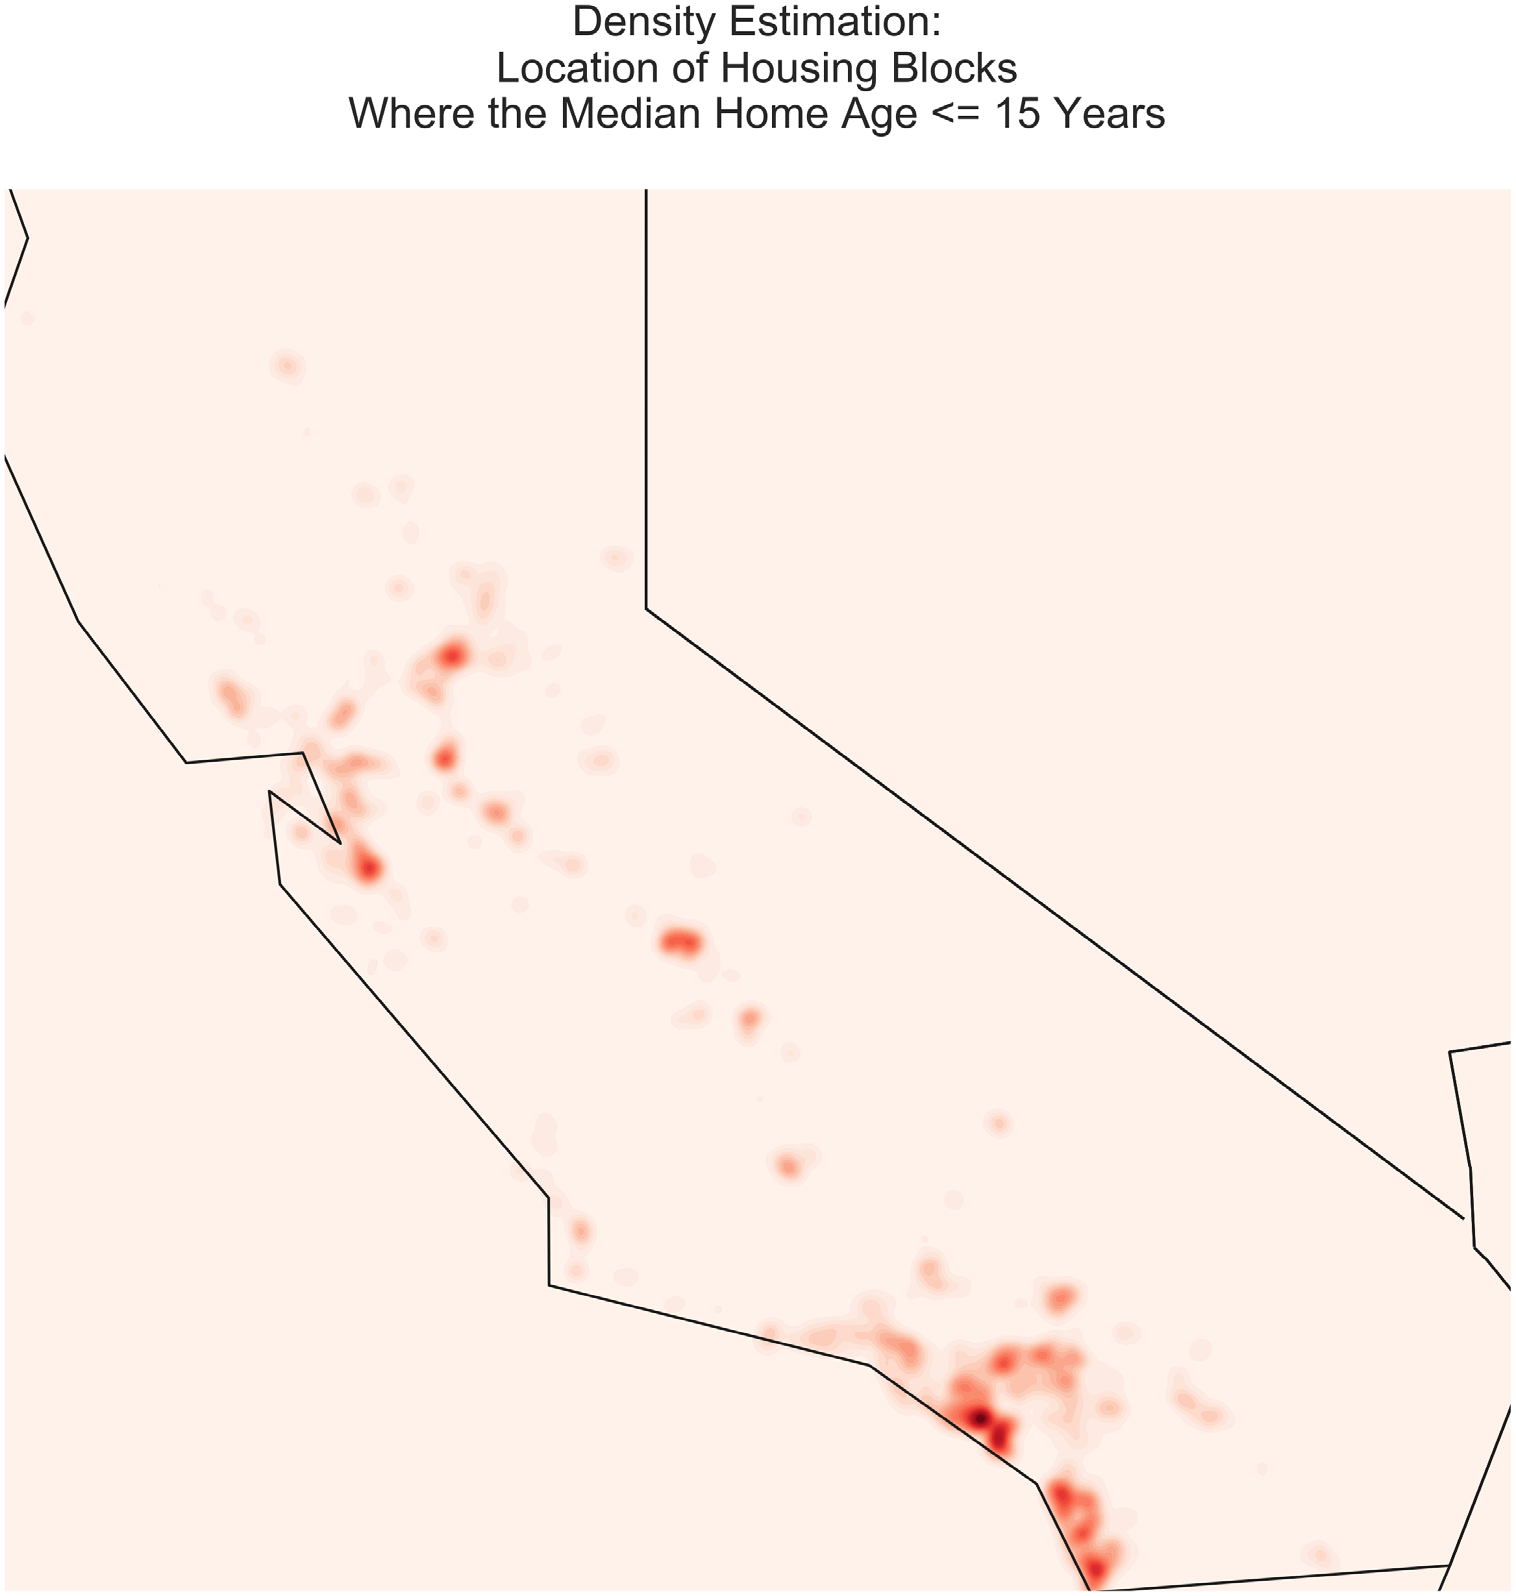 Density Estimation:
Location of Housing Blocks
Where the Median Home Age <= 15 Years